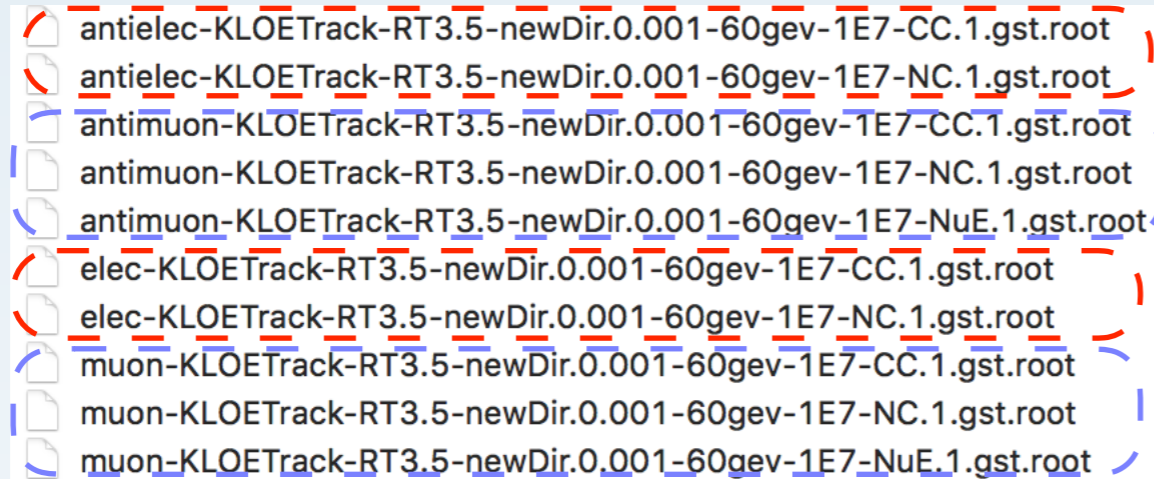 antielec-KLOETrack-RT3.5-newDir.0.001-60gev-1E7-CC.1.gst.root
antielec-KLOETrack-RT3.5-newDir.0.001-60gev-1E7-NC.1.gst.root
antimuon-KLOETrack-RT3.5-newDir.0.001-60gev-1E7-CC.1.gst.root
antimuon-KLOETrack-RT3.5-newDir.0.001-60gev-1E7-NC.1.gst.root
antimuon-KLOETrack-RT3.5-newDir.0.001-60gev-1E7-NuE.1.gst.root
elec-KLOETrack-RT3.5-newDir.0.001-60gev-1E7-CC.1.gst.root
elec-KLOETrack-RT3.5-newDir.0.001-60gev-1E7-NC.1.gst.root
muon-KLOETrack-RT3.5-newDir.0.001-60gev-1E7-CC.1.gst.root
muon-KLOETrack-RT3.5-newDir.0.001-60gev-1E7-NC.1.gst.root
muon-KLOETrack-RT3.5-newDir.0.001-60gev-1E7-NuE.1.gst.root